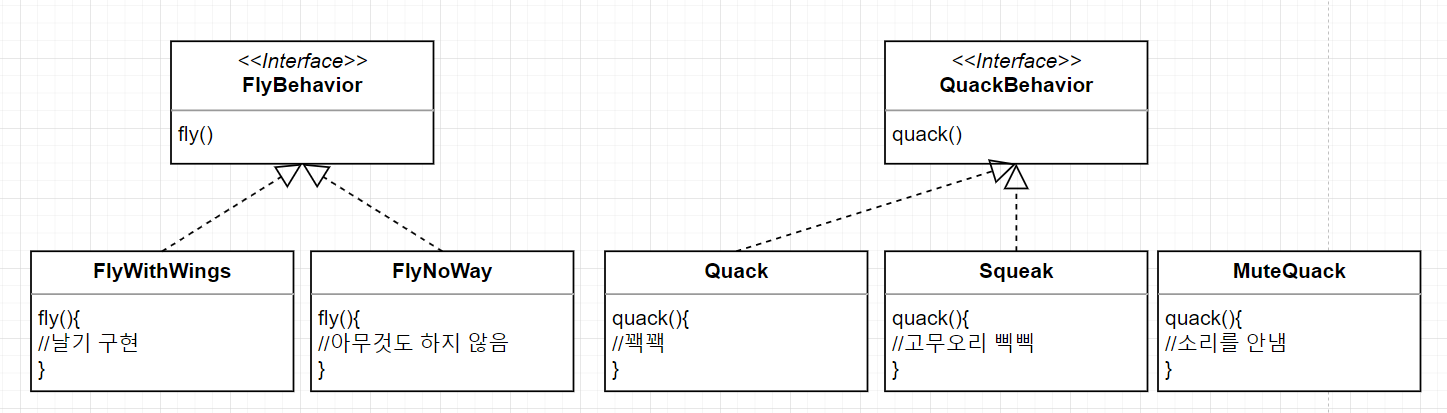 <<Interface>>
FlyBehavior
fly()
<<Interface>>
QuackBehavior
quack()
FlyWithWings
fly(){
//날기 구현
}
FlyNoWay
fly(){
//아무것도 하지 않음
}
Quack
quack(){
//꽥꽥
}
Squeak
quack(){
//고무오리 삑삑
}
MuteQuack
quack(){
//소리를 안냄
}